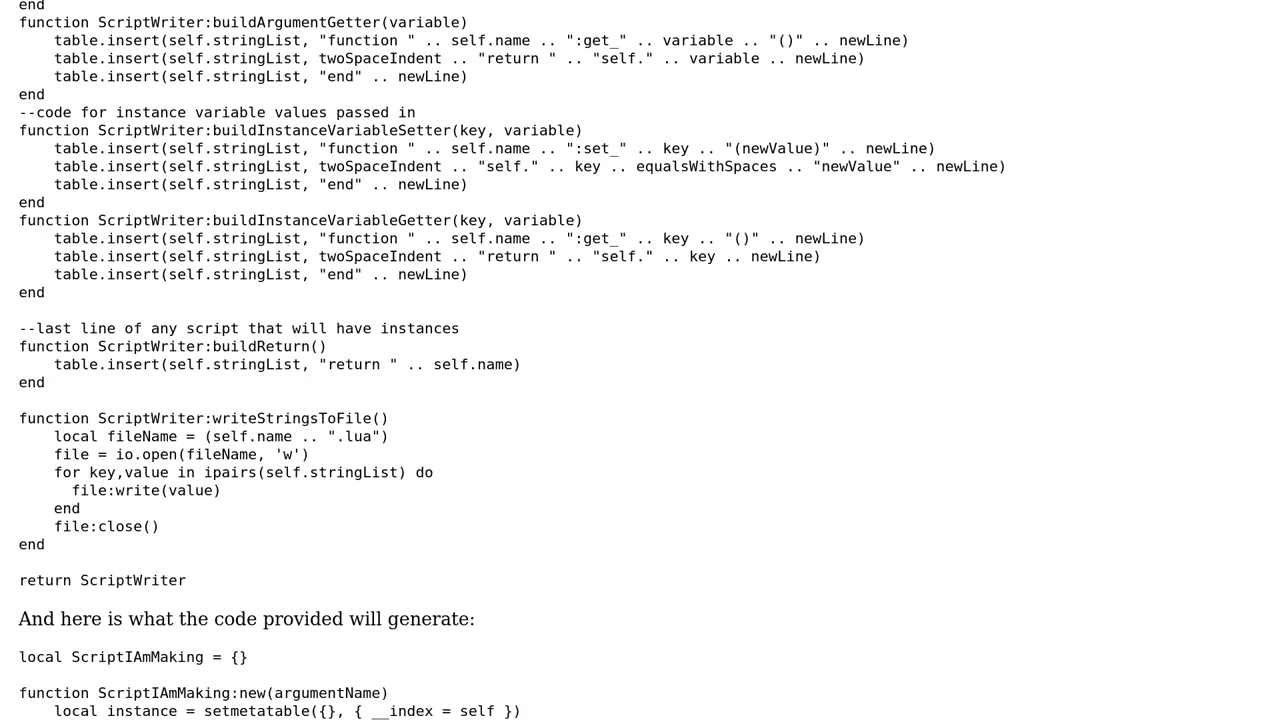 end
function ScriptWriter:buildArgumentGetter(variable)
    table.insert(self.stringList, "function " .. self.name .. ":get_" .. variable .. "()" .. newLine)
    table.insert(self.stringList, twoSpaceIndent .. "return " .. "self." .. variable .. newLine)
    table.insert(self.stringList, "end" .. newLine)
end
--code for instance variable values passed in
function ScriptWriter:buildInstanceVariableSetter(key, variable)
    table.insert(self.stringList, "function " .. self.name .. ":set_" .. key .. "(newValue)" .. newLine)
    table.insert(self.stringList, twoSpaceIndent .. "self." .. key .. equalsWithSpaces .. "newValue" .. newLine)
    table.insert(self.stringList, "end" .. newLine)
end
function ScriptWriter:buildInstanceVariableGetter(key, variable)
    table.insert(self.stringList, "function " .. self.name .. ":get_" .. key .. "()" .. newLine)
    table.insert(self.stringList, twoSpaceIndent .. "return " .. "self." .. key .. newLine)
    table.insert(self.stringList, "end" .. newLine)
end

--last line of any script that will have instances
function ScriptWriter:buildReturn()
    table.insert(self.stringList, "return " .. self.name)
end

function ScriptWriter:writeStringsToFile()
    local fileName = (self.name .. ".lua")
    file = io.open(fileName, 'w')
    for key,value in ipairs(self.stringList) do
      file:write(value)
    end
    file:close()
end

return ScriptWriter

And here is what the code provided will generate:

local ScriptIAmMaking = {}

function ScriptIAmMaking:new(argumentName)
    local instance = setmetatable({}, { __index = self })